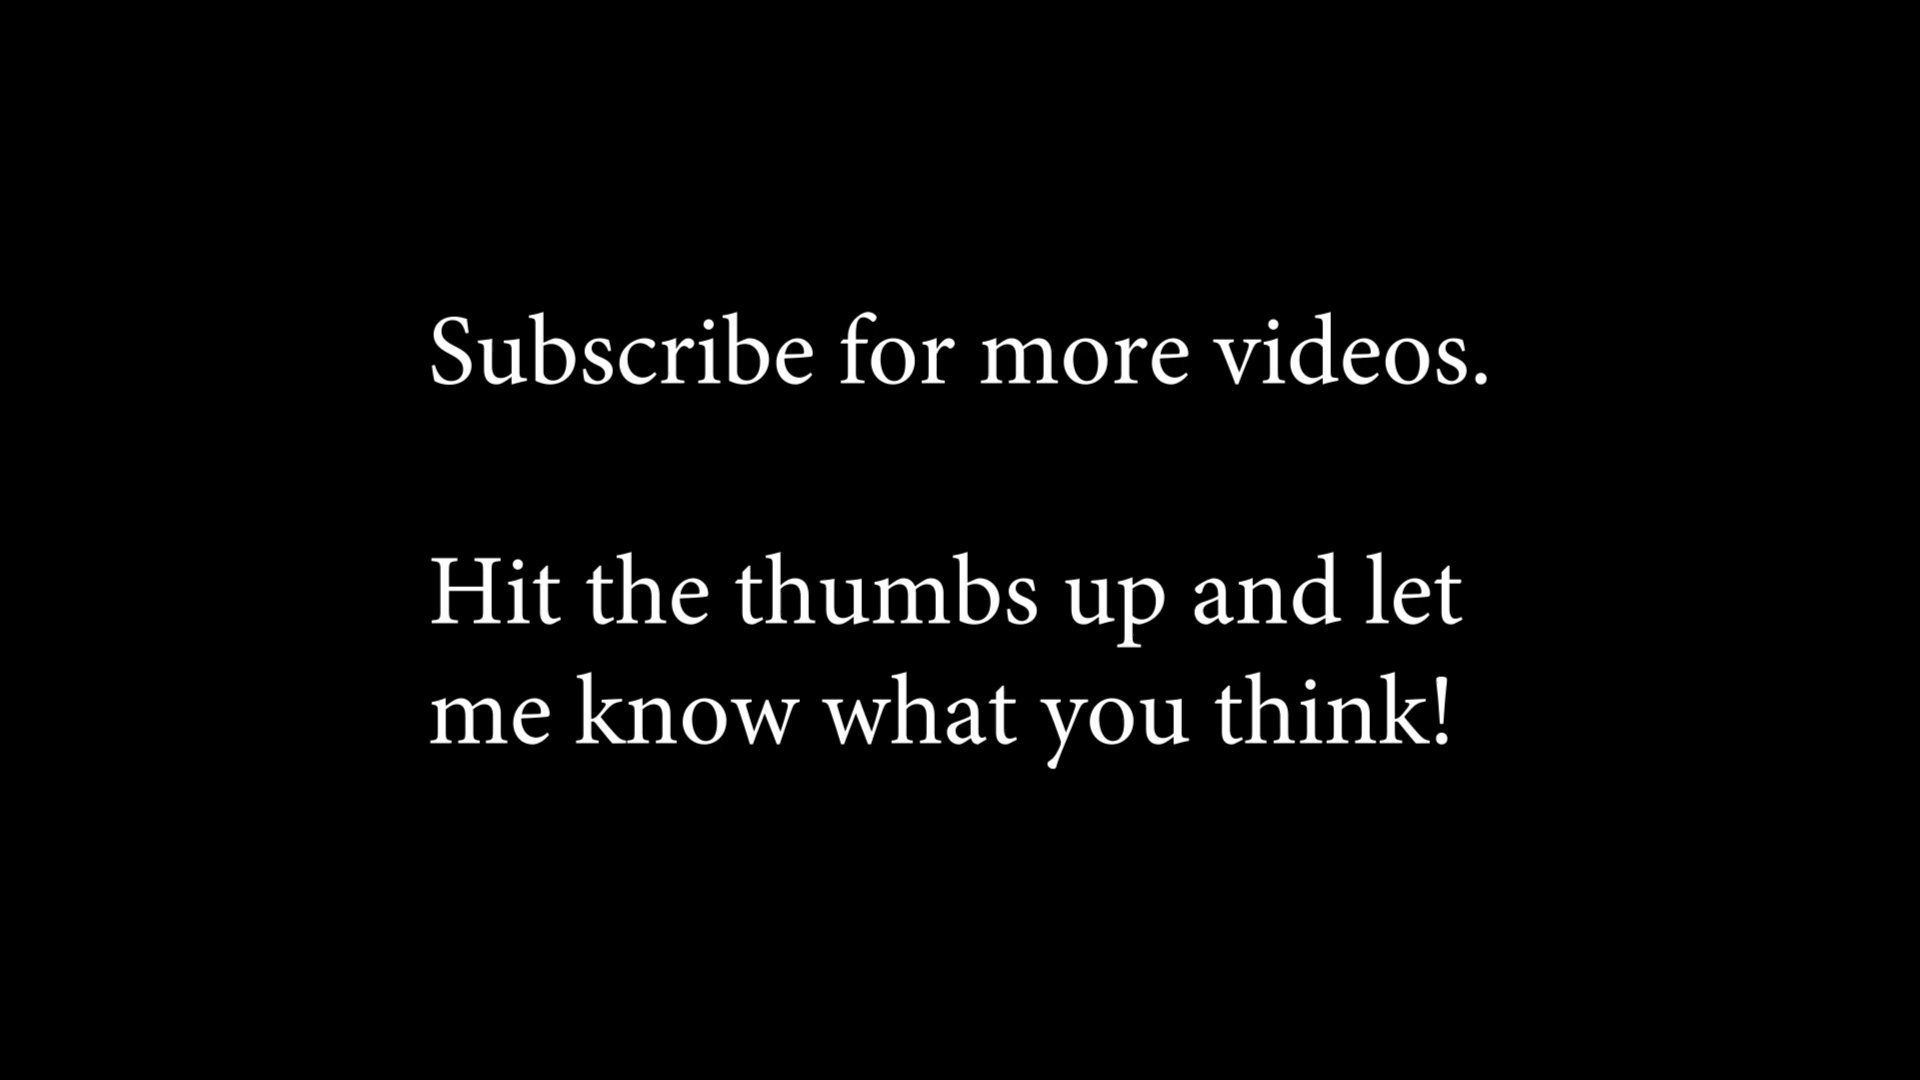 Subscribe for more videos.
Hit the thumbs up and let
me know what you think!